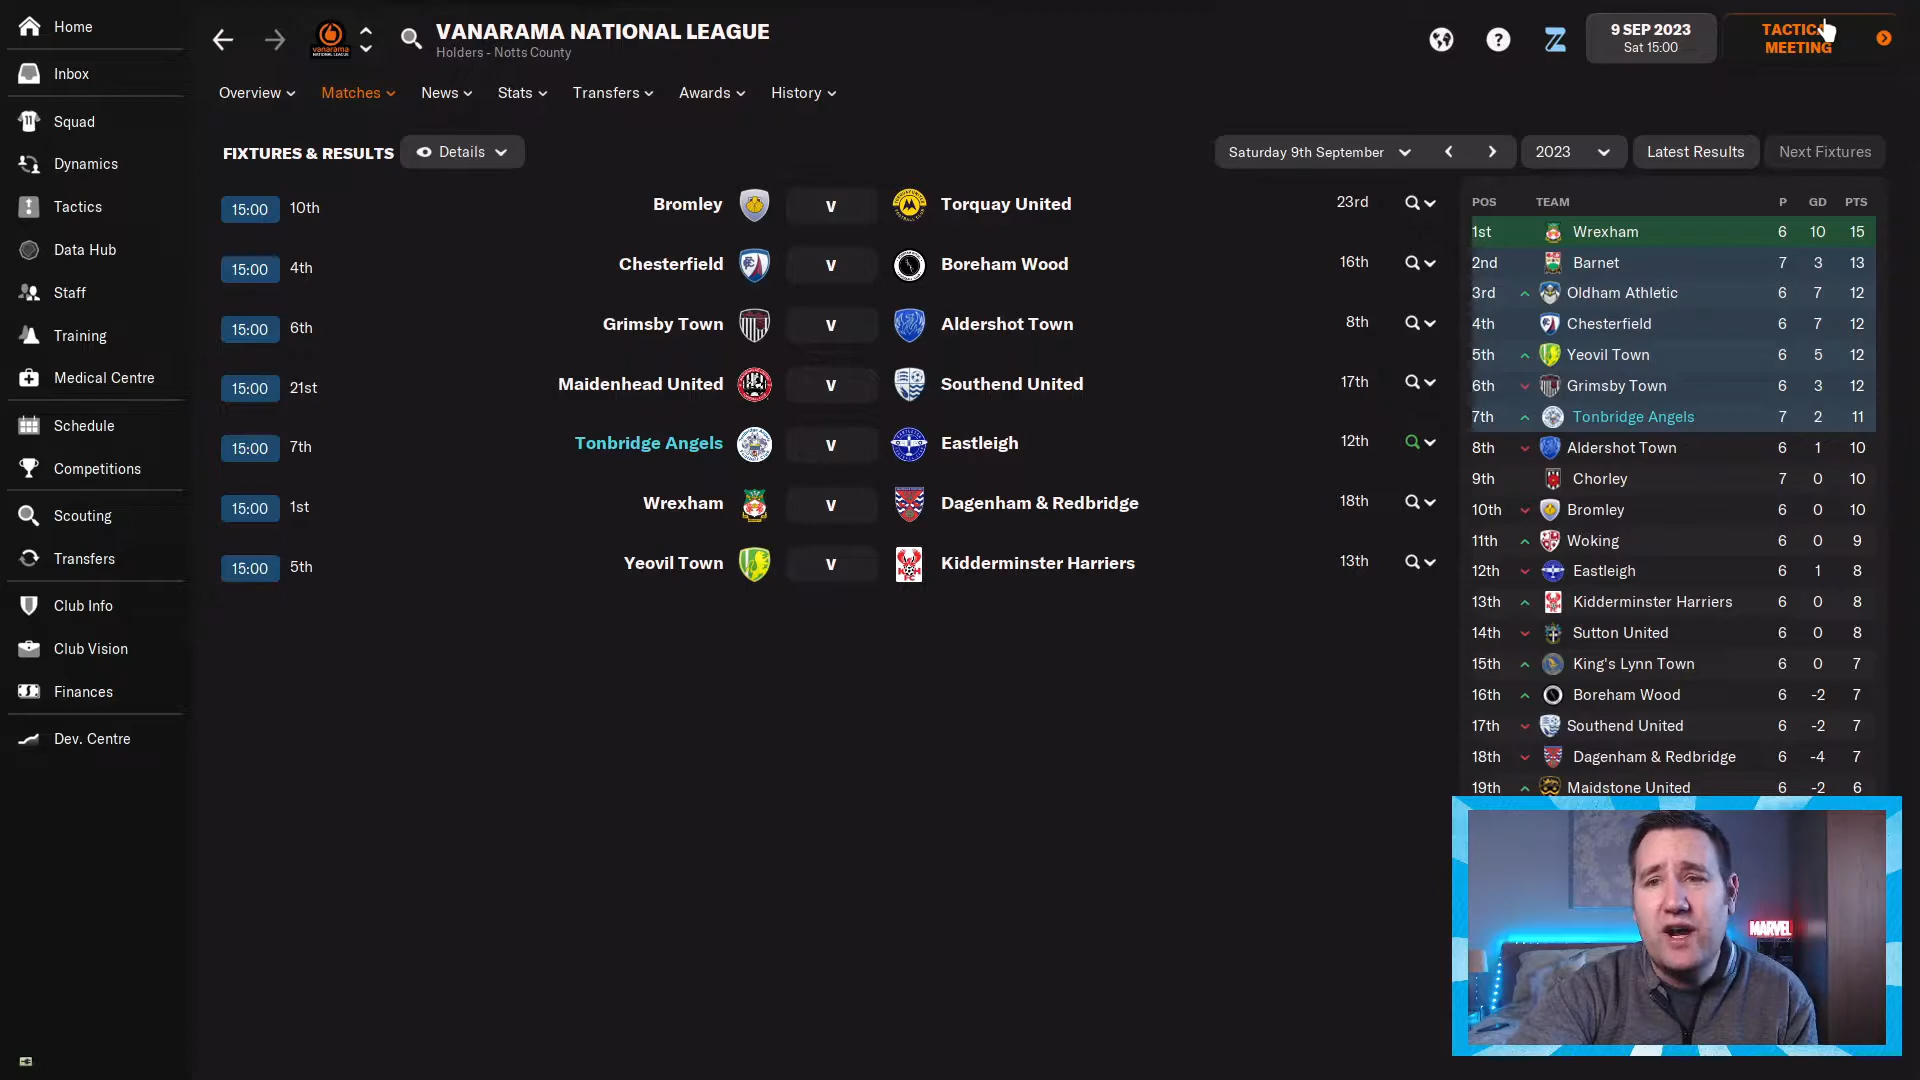 Home
Inbox
Squad
Dynamics
Tactics
Data Hub
Staff
Training
Medical Centre
Schedule
Competitions
Scouting
Transfers
Club Info
Club Vision
Finances
Dev. Centre
VANARAMA NATIONAL LEAGUE
Holders - Notts County
9 SEP 2023
Sat 15:00
MEETING
Overview Matches News Stats Transfers Awards History
FIXTURES & RESULTS Details Saturday 9th September 2023 Latest Results Next Fixtures
15:00 10th Bromley v Torquay United 23rd
15:00 4th Chesterfield v Boreham Wood 16th
15:00 6th Grimsby Town v Aldershot Town 8th
15:00 21st Maidenhead United v Southend United 17th
15:00 7th Tonbridge Angels v Eastleigh 12th
15:00 1st Wrexham v Dagenham & Redbridge 18th
15:00 5th Yeovil Town v Kidderminster Harriers 13th
POS TEAM P GD PTS
1st Wrexham 6 10 15
2nd Barnet 7 3 13
3rd Oldham Athletic 6 7 12
4th Chesterfield 6 7 12
5th Yeovil Town 6 5 12
6th Grimsby Town 6 3 12
7th Tonbridge Angels 7 2 11
8th Aldershot Town 6 1 10
9th Chorley 7 0 10
10th Bromley 6 0 10
11th Woking 6 0 9
12th Eastleigh 6 1 8
13th Kidderminster Harriers 6 0 8
14th Sutton United 6 0 8
15th King's Lynn Town 6 0 7
16th Boreham Wood 6 -2 7
17th Southend United 6 -2 7
18th Dagenham & Redbridge 6 -4 7
19th Maidstone United 6 -2 6
MARVEL